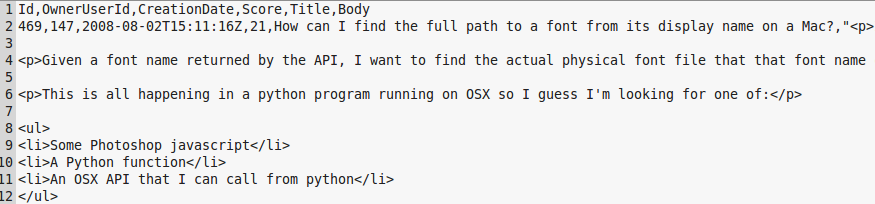 1 Id,OwnerUserId,CreationDate,Score,Title,Body
2 469,147,2008-08-02T15:11:16Z,21,How can I find the full path to a font from its display name on a Mac?,"<p>
3
4 <p>Given a font name returned by the API, I want to find the actual physical font file that that font name
5
6 <p>This is all happening in a python program running on OSX so I guess I'm looking for one of:</p>
7
8 <ul>
9 <li>Some Photoshop javascript</li>
10 <li>A Python function</li>
11 <li>An OSX API that I can call from python</li>
12 </ul>